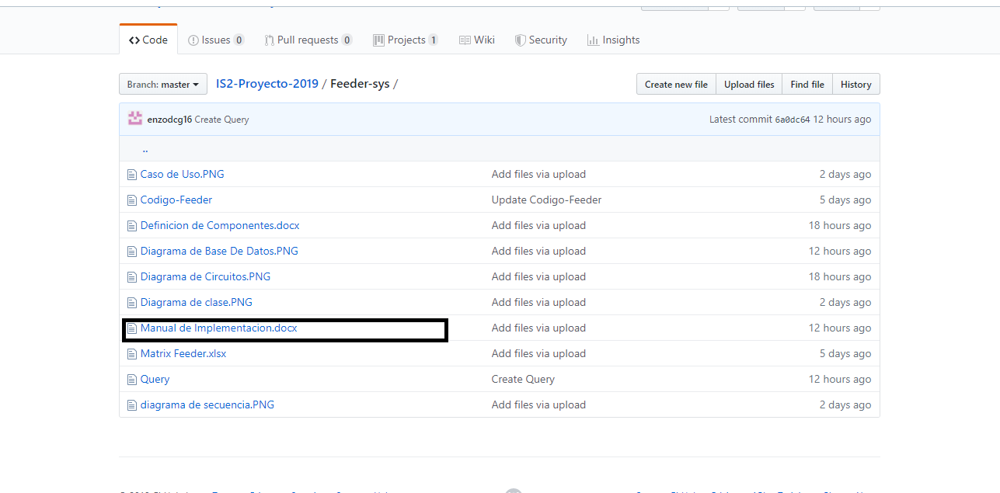 Code Issues 0 Pull requests 0 Projects 1 Wiki Security Insights
Branch: master IS2-Proyecto-2019 / Feeder-sys / Create new file Upload files Find file History
enzodcg16 Create Query Latest commit 6a0dc64 12 hours ago
..
Caso de Uso.PNG Add files via upload 2 days ago
Codigo-Feeder Update Codigo-Feeder 5 days ago
Definicion de Componentes.docx Add files via upload 18 hours ago
Diagrama de Base De Datos.PNG Add files via upload 12 hours ago
Diagrama de Circuitos.PNG Add files via upload 18 hours ago
Diagrama de clase.PNG Add files via upload 2 days ago
Manual de Implementacion.docx Add files via upload 12 hours ago
Matrix Feeder.xlsx Add files via upload 5 days ago
Query Create Query 12 hours ago
diagrama de secuencia.PNG Add files via upload 2 days ago